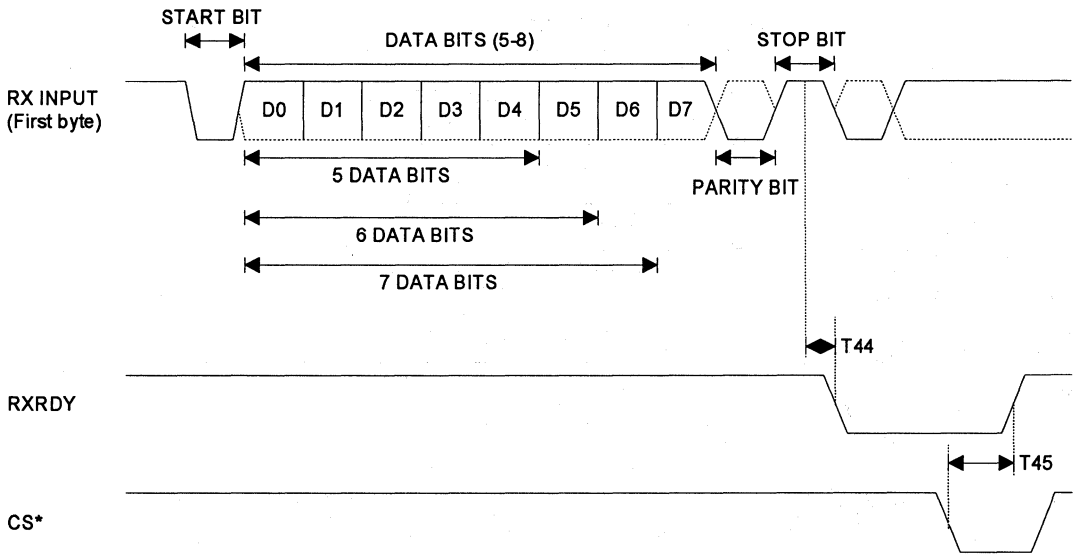 START BIT
DATA BITS (5-8)
STOP BIT
RX INPUT
(First byte)
D0 D1 D2 D3 D4 D5 D6 D7
5 DATA BITS
PARITY BIT
6 DATA BITS
7 DATA BITS
T44
RXRDY
T45
CS*